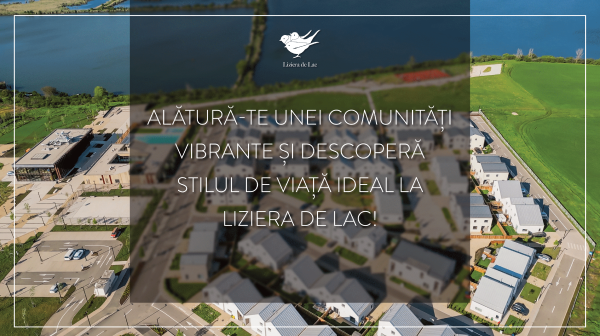 Liziera de Lac
ALĂTURĂ-TE UNEI COMUNITĂȚI
VIBRANTE ȘI DESCOPERĂ
STILUL DE VIAȚĂ IDEAL LA
LIZIERA DE LAC!